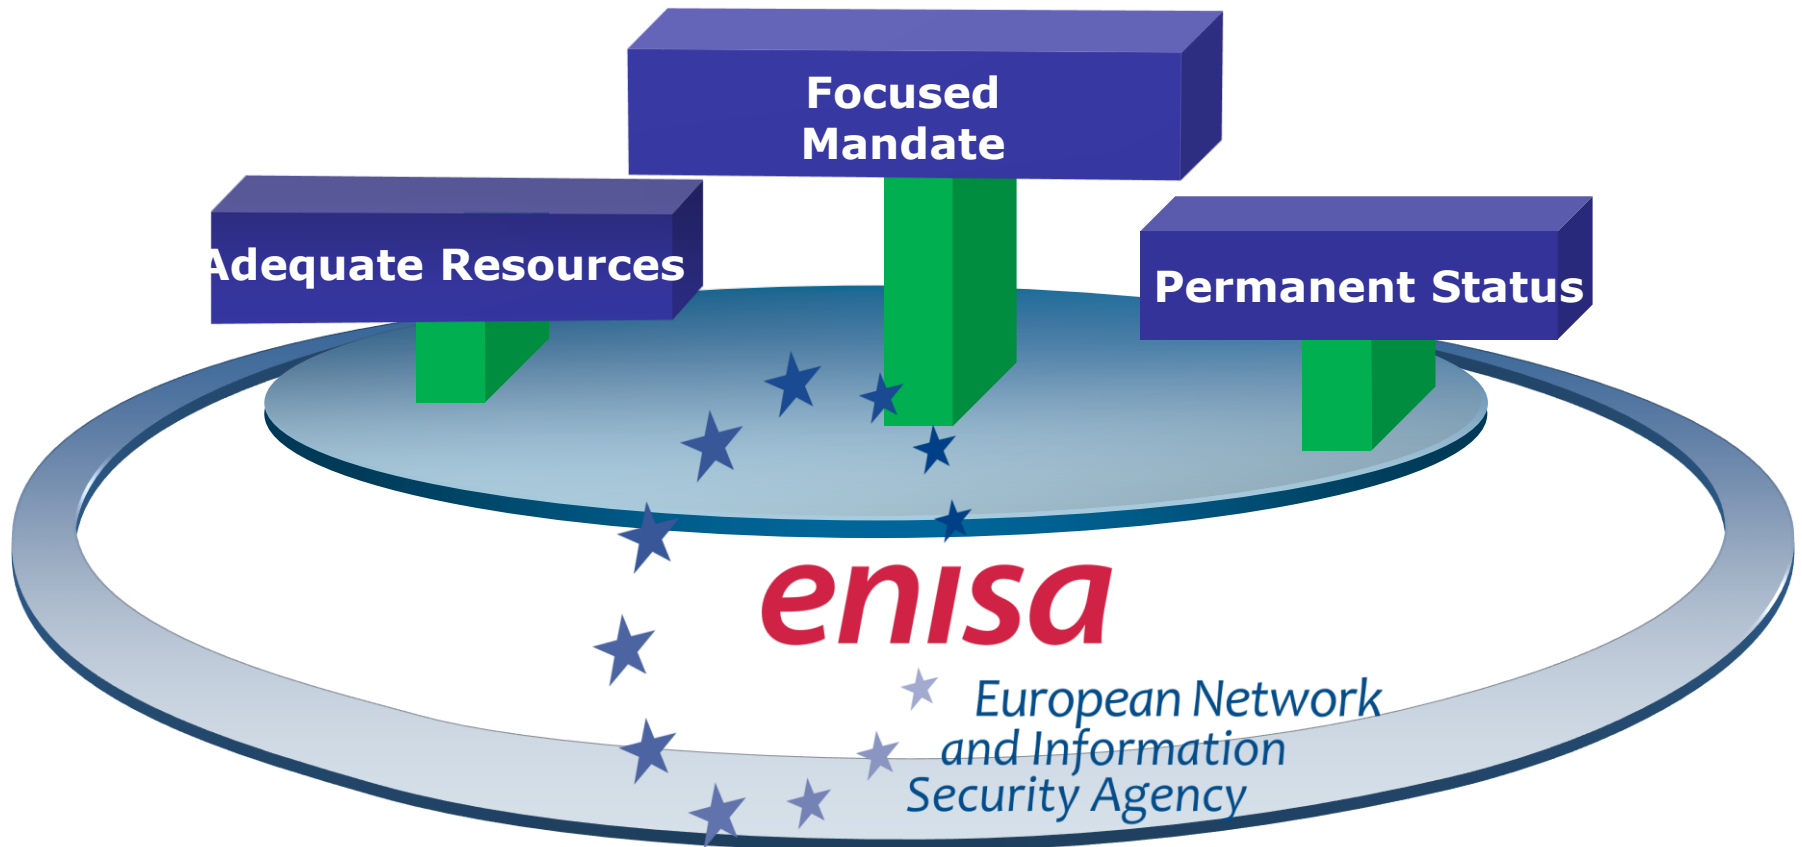 Focused
Mandate
Adequate Resources
Permanent Status
enisa
European Network
and Information
Security Agency